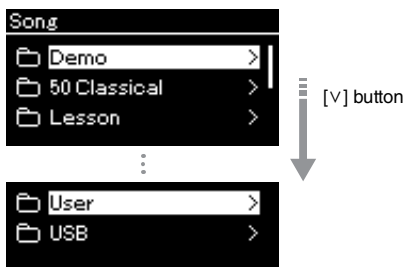 Song
Demo >
50 Classical >
Lesson >
[∨] button
User >
USB >